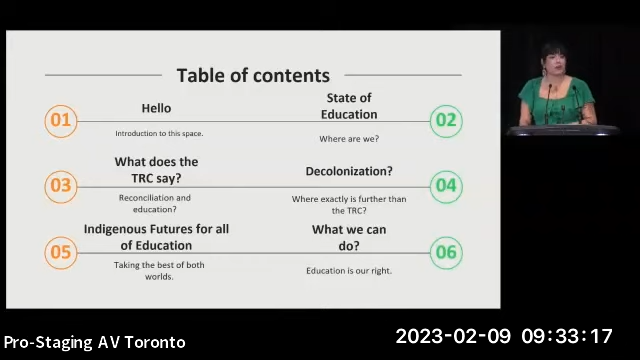 Table of contents
01
Hello
Introduction to this space.
State of
Education
Where are we?
02
03
What does the
TRC say?
Reconciliation and
education?
Decolonization?
Where exactly is further than
the TRC?
04
05
Indigenous Futures for all
of Education
Taking the best of both
worlds.
What we can
do?
Education is our right.
06
Pro-Staging AV Toronto
2023-02-09 09:33:17